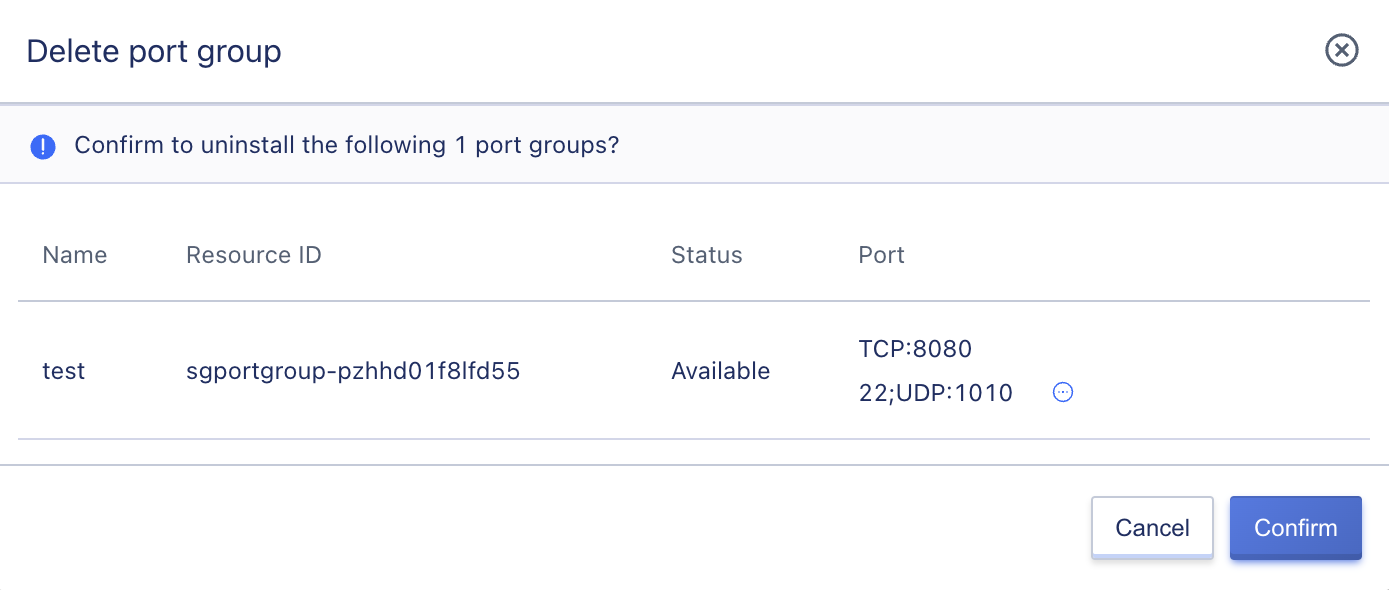 Delete port group
Confirm to uninstall the following 1 port groups?
Name Resource ID Status Port
test sgportgroup-pzhhd01f8lfd55 Available TCP:8080
22;UDP:1010
Cancel Confirm